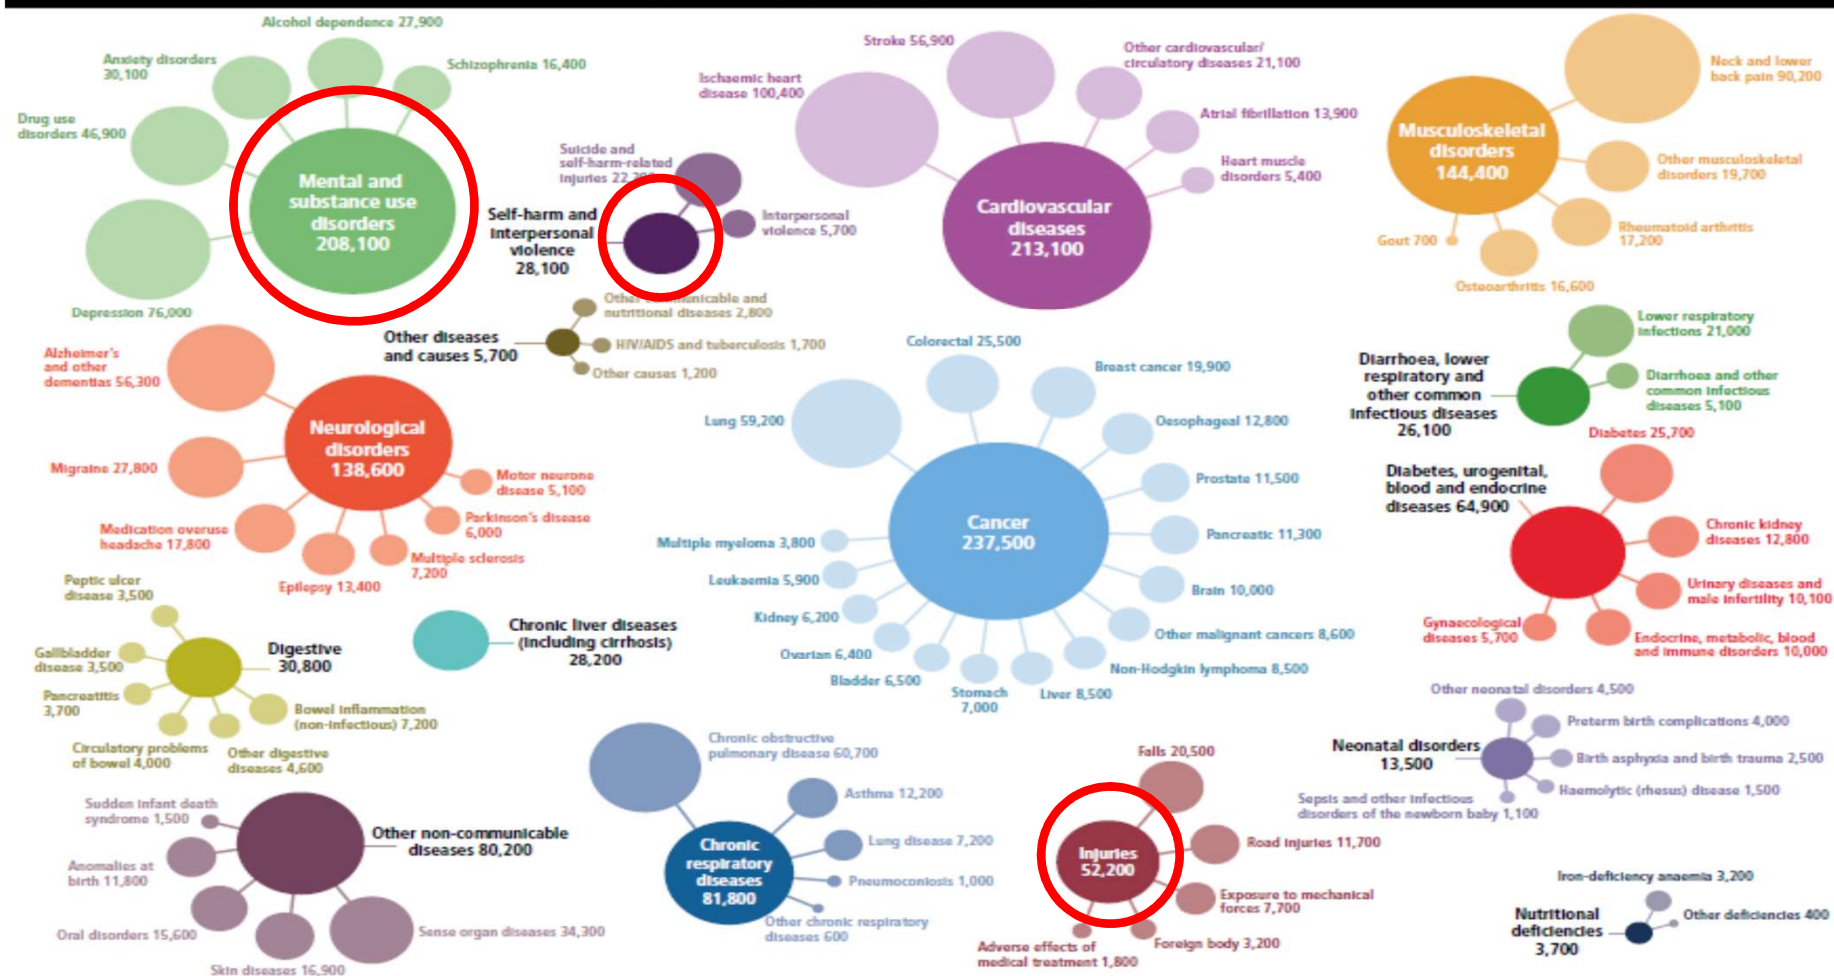 Alcohol dependence 27,900
Anxiety disorders
30,100
Schizophrenia 16,400
Drug use
disorders 46,900
Mental and
substance use
disorders
208,100
Depression 76,000
Suicide and
self-harm-related
injuries
Self-harm and
interpersonal
violence
28,100
Interpersonal
violence 5,700
Stroke 56,900
Other cardiovascular/
circulatory diseases 21,100
Ischaemic heart
disease 100,400
Atrial fibrillation 13,900
Heart muscle
disorders 5,400
Cardiovascular
diseases
213,100
Neck and lower
back pain 90,200
Musculoskeletal
disorders
144,400
Other musculoskeletal
disorders 19,700
Rheumatoid arthritis
17,200
Gout 700
Osteoarthritis 16,600
Other diseases
and causes 5,700
Other communicable and
nutritional diseases 2,800
HIV/AIDS and tuberculosis 1,700
Other causes 1,200
Alzheimer's
and other
dementias 56,300
Neurological
disorders
138,600
Migraine 27,800
Motor neurone
disease 5,100
Parkinson's disease
6,000
Medication overuse
headache 17,800
Multiple sclerosis
7,200
Epilepsy 13,400
Colorectal 25,500
Breast cancer 19,900
Lung 59,200
Oesophageal 12,800
Prostate 11,500
Cancer
237,500
Pancreatic 11,300
Multiple myeloma 3,800
Leukaemia 5,900
Brain 10,000
Kidney 6,200
Other malignant cancers 8,600
Ovarian 6,400
Non-Hodgkin lymphoma 8,500
Bladder 6,500
Stomach
7,000
Liver 8,500
Lower respiratory
infections 21,000
Diarrhoea, lower
respiratory and
other common
infectious diseases
26,100
Diarrhoea and other
common infectious
diseases 5,100
Diabetes 25,700
Diabetes, urogenital,
blood and endocrine
diseases 64,900
Chronic kidney
diseases 12,800
Urinary diseases and
male infertility 10,100
Gynaecological
diseases 5,700
Endocrine, metabolic, blood
and immune disorders 10,000
Peptic ulcer
disease 3,500
Gallbladder
disease 3,500
Digestive
30,800
Pancreatitis
3,700
Bowel inflammation
(non-infectious) 7,200
Circulatory problems
of bowel 4,000
Other digestive
diseases 4,600
Chronic liver diseases
(including cirrhosis)
28,200
Other neonatal disorders 4,500
Preterm birth complications 4,000
Neonatal disorders
13,500
Birth asphyxia and birth trauma 2,500
Haemolytic (rhesus) disease 1,500
Sepsis and other infectious
disorders of the newborn baby 1,100
Sudden infant death
syndrome 1,500
Other non-communicable
diseases 80,200
Anomalies at
birth 11,800
Oral disorders 15,600
Skin diseases 16,900
Sense organ diseases 34,300
Chronic obstructive
pulmonary disease 60,700
Asthma 12,200
Lung disease 7,200
Chronic
respiratory
diseases
81,800
Pneumoconiosis 1,000
Other chronic respiratory
diseases 600
Falls 20,500
Road injuries 11,700
Injuries
52,200
Exposure to mechanical
forces 7,700
Foreign body 3,200
Adverse effects of
medical treatment 1,800
Iron-deficiency anaemia 3,200
Nutritional
deficiencies
3,700
Other deficiencies 400